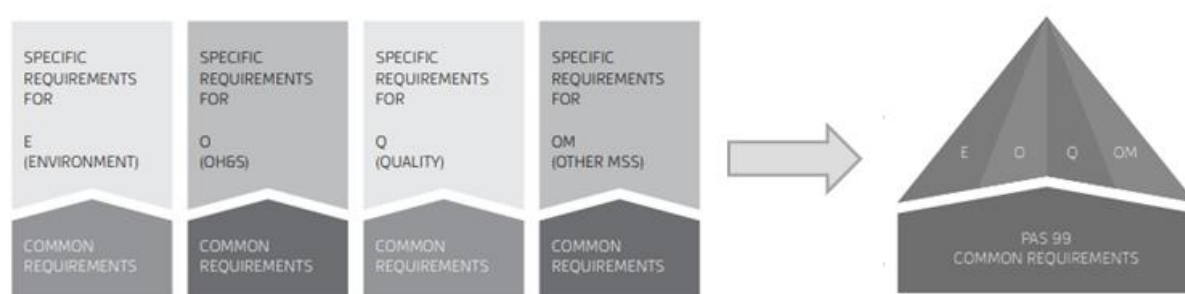 SPECIFIC
REQUIREMENTS
FOR
E
(ENVIRONMENT)
COMMON
REQUIREMENTS
SPECIFIC
REQUIREMENTS
FOR
O
(OH&S)
COMMON
REQUIREMENTS
SPECIFIC
REQUIREMENTS
FOR
Q
(QUALITY)
COMMON
REQUIREMENTS
SPECIFIC
REQUIREMENTS
FOR
OM
(OTHER MSS)
COMMON
REQUIREMENTS
E O Q OM
PAS 99
COMMON REQUIREMENTS